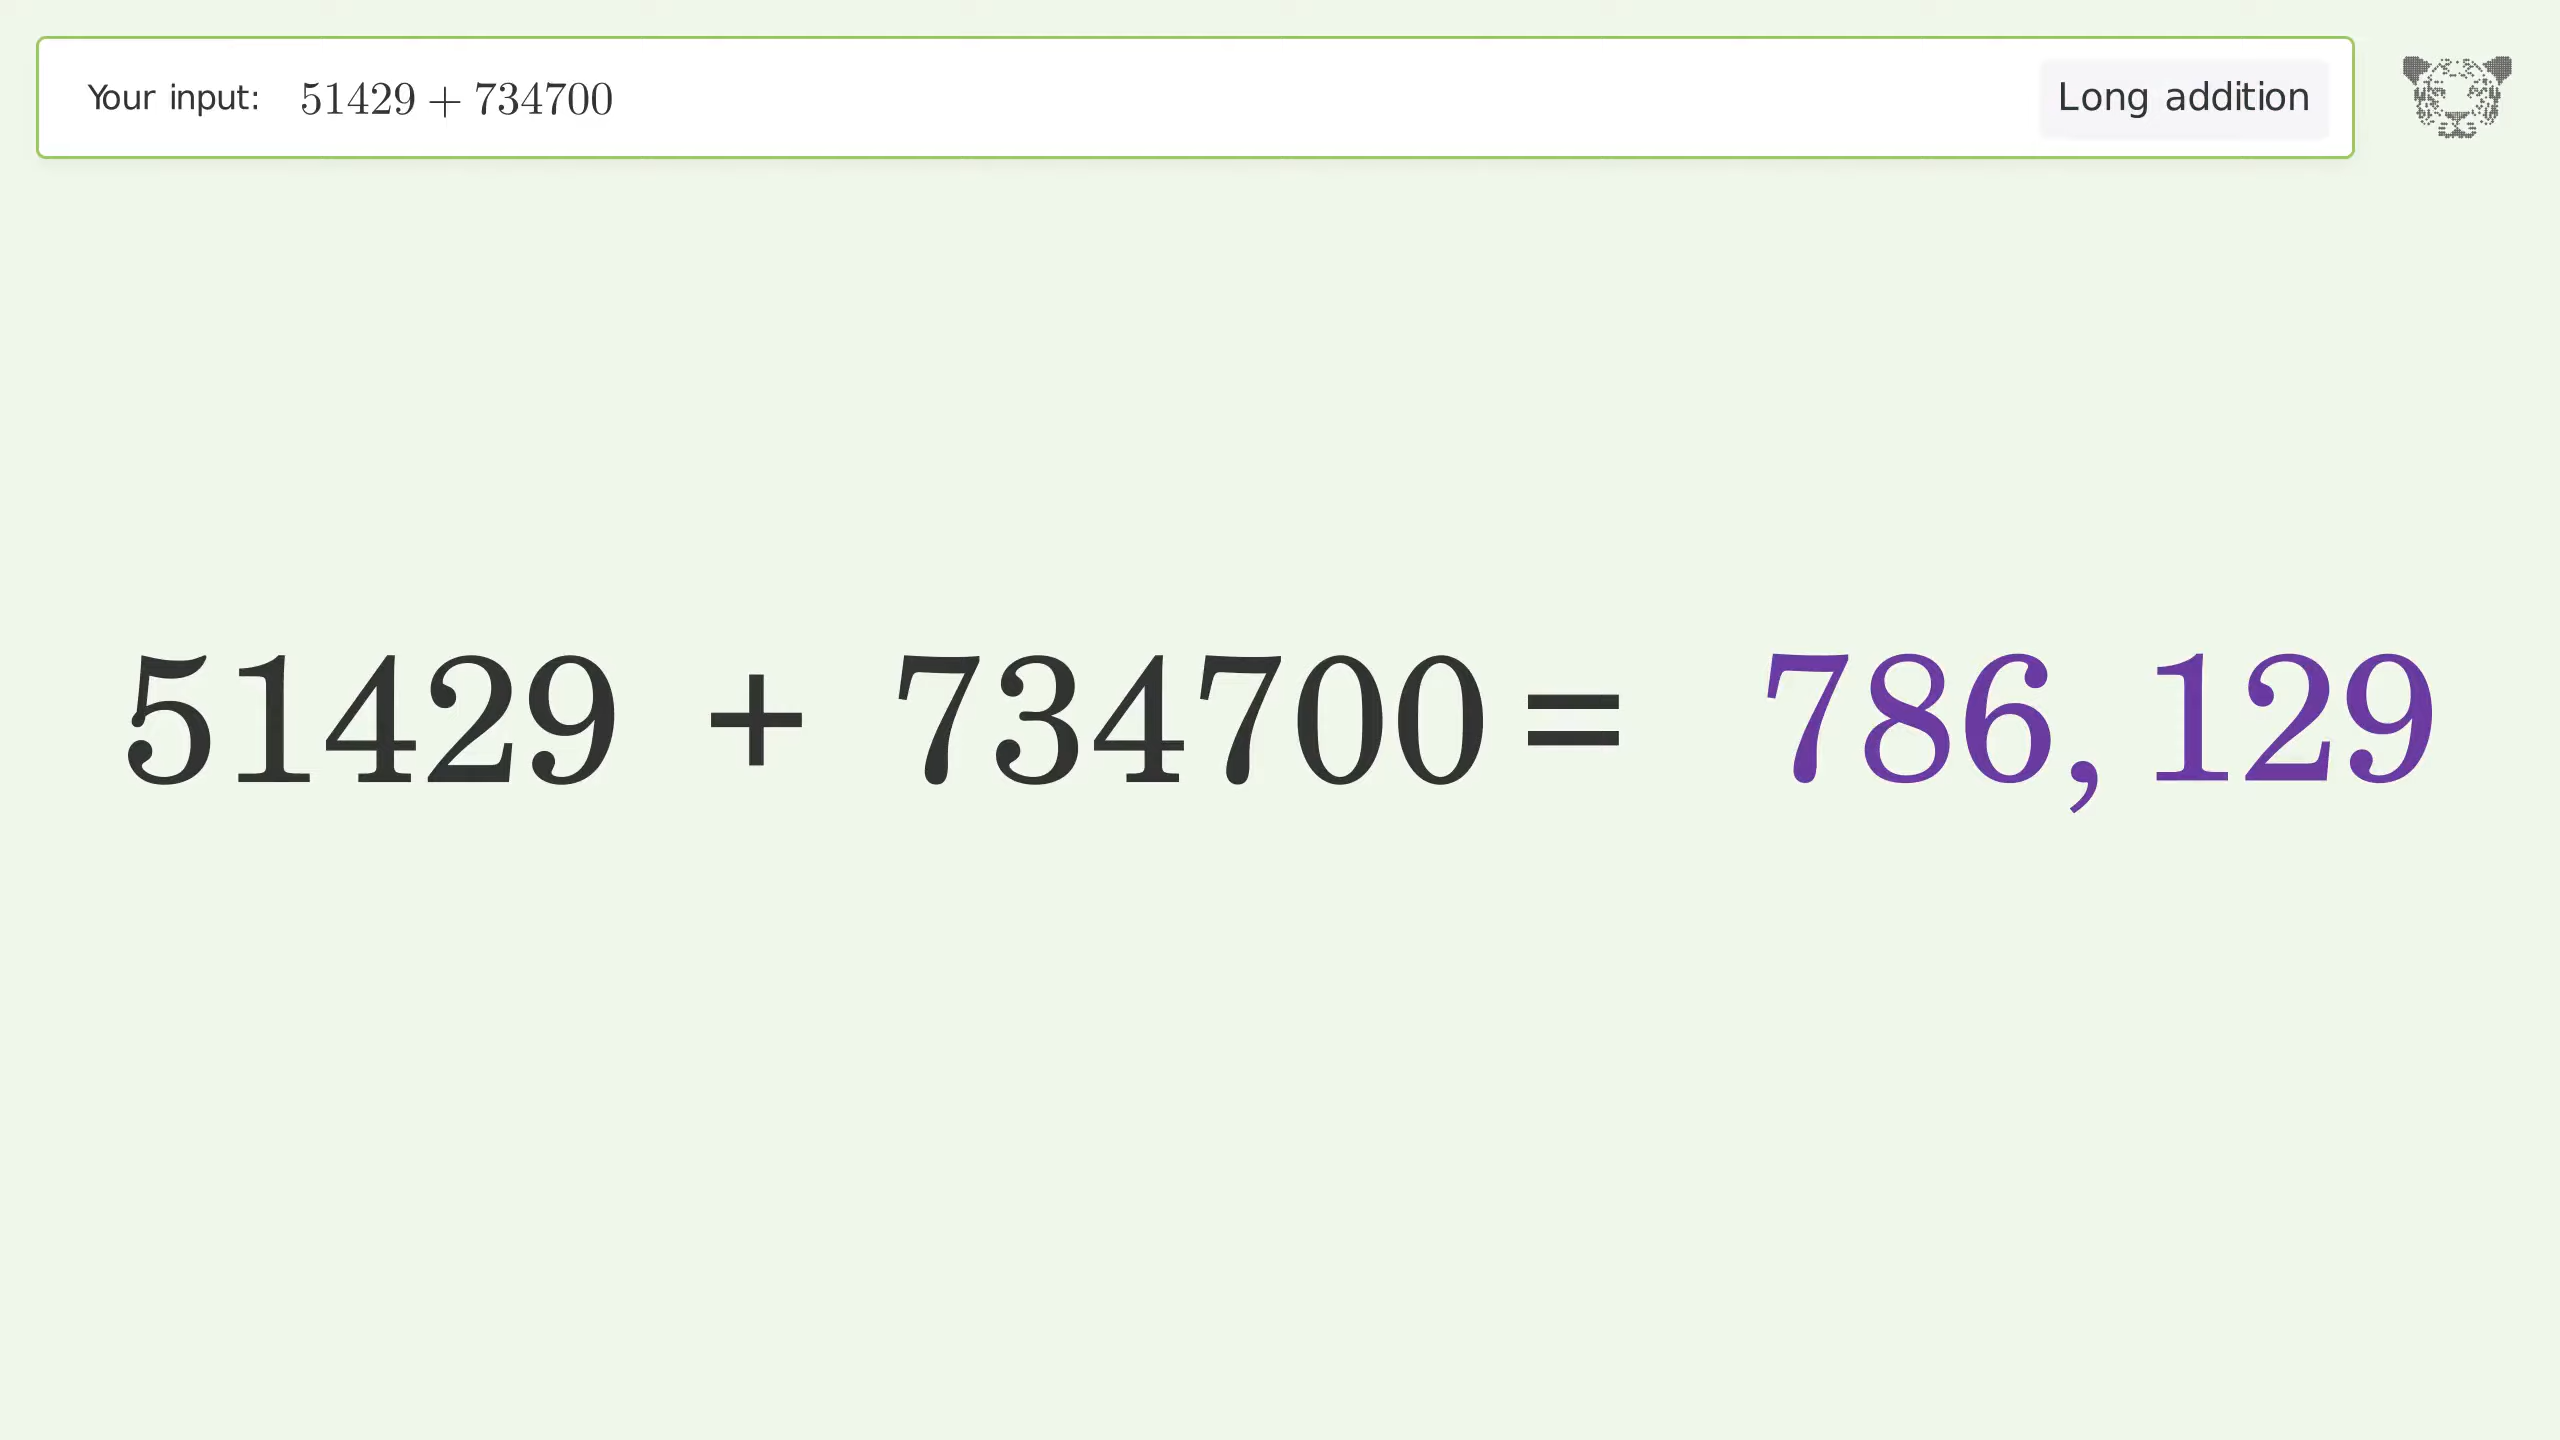 Your input: 51429 + 734700 Long addition
51429 + 734700 = 786,129